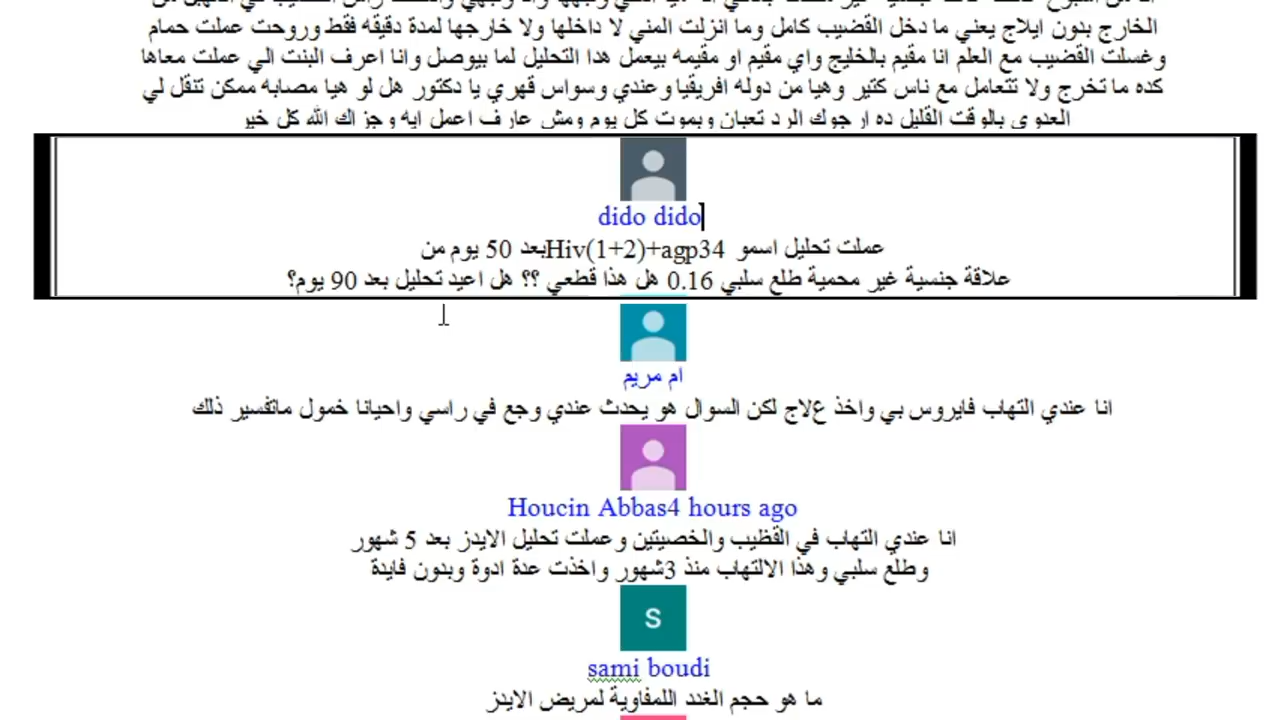 الخارج بدون ايلاج يعني ما دخل القضيب كامل وما انزلت المني لا داخلها ولا خارجها لمدة دقيقه فقط وروحت عملت حمام
وغسلت القضيب مع العلم انا مقيم بالخليج واي مقيم او مقيمه بيعمل هدا التحليل لما بيوصل وانا اعرف البنت الي عملت معاها
كده ما تخرج ولا تتعامل مع ناس كتير وهيا من دوله افريقيا وعندي وسواس قهري يا دكتور هل لو هيا مصابه ممكن تنقل لي
العدوى بالوقت القليل ده ارجوك الرد تعبان وبموت كل يوم ومش عارف اعمل ايه وجزاك الله كل خير
dido dido
عملت تحليل اسمو Hiv(1+2)+agp34بعد 50 يوم من
علاقة جنسية غير محمية طلع سلبي 0.16 هل هذا قطعي ؟؟ هل اعيد تحليل بعد 90 يوم؟
ام مريم
انا عندي التهاب فايروس بي واخذ علاج لكن السوال هو يحدث عندي وجع في راسي واحيانا خمول ماتفسير ذلك
Houcin Abbas4 hours ago
انا عندي التهاب في القظيب والخصيتين وعملت تحليل الايدز بعد 5 شهور
وطلع سلبي وهذا الالتهاب منذ 3شهور واخذت عدة ادوة وبدون فايدة
S
sami boudi
ما هو حجم الغدد اللمفاوية لمريض الايدز